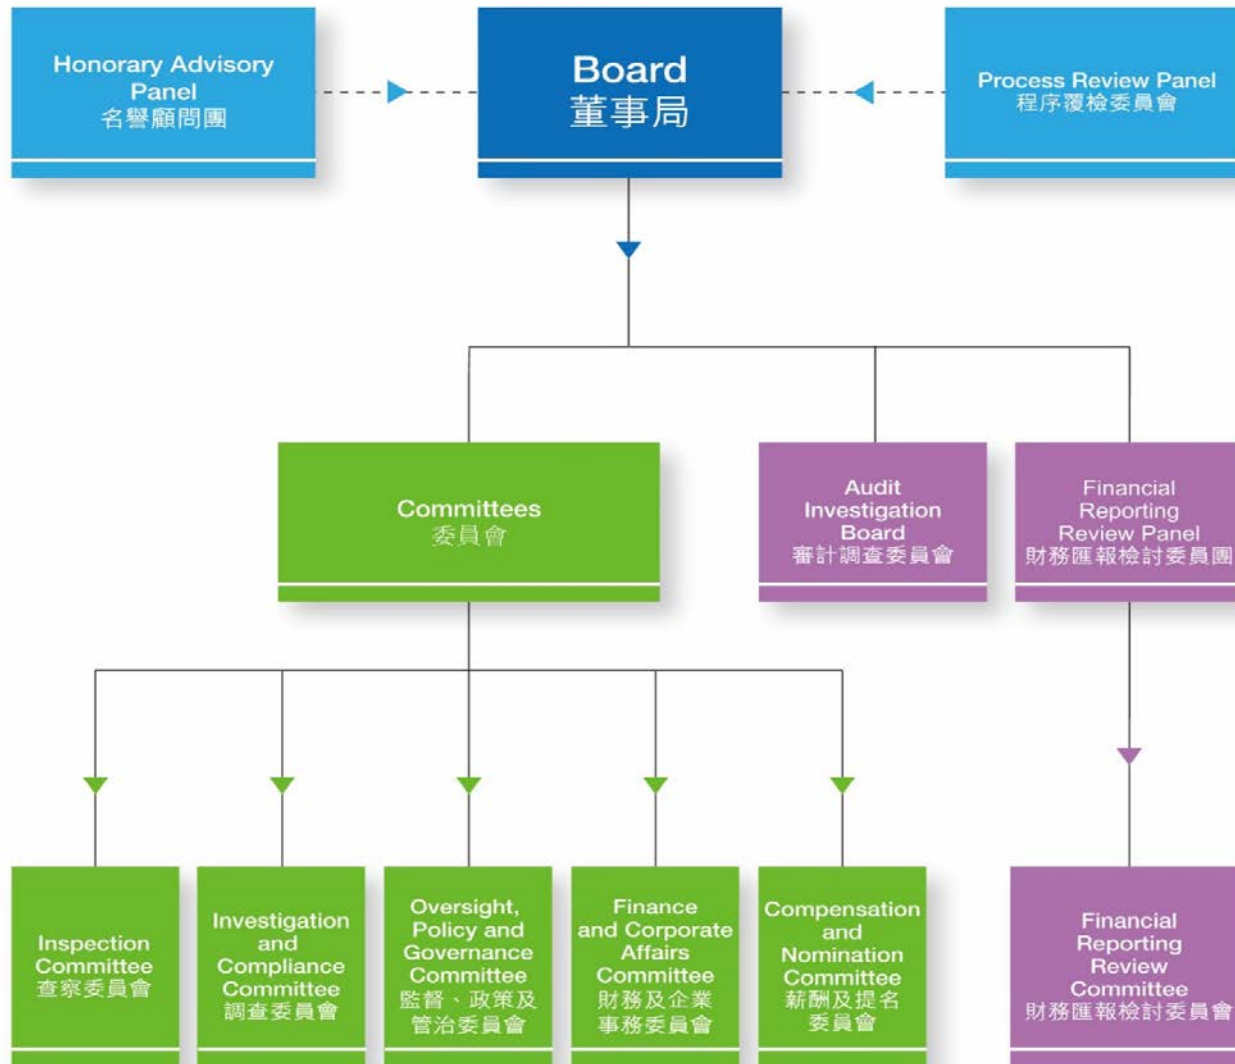 Honorary Advisory
Panel
名譽顧問團
Board
董事局
Process Review Panel
程序覆檢委員會
Committees
委員會
Audit
Investigation
Board
審計調查委員會
Financial
Reporting
Review Panel
財務匯報檢討委員團
Inspection
Committee
查察委員會
Investigation
and
Compliance
Committee
調查委員會
Oversight,
Policy and
Governance
Committee
監督、政策及
管治委員會
Finance
and Corporate
Affairs
Committee
財務及企業
事務委員會
Compensation
and
Nomination
Committee
薪酬及提名
委員會
Financial
Reporting
Review
Committee
財務匯報檢討委員會